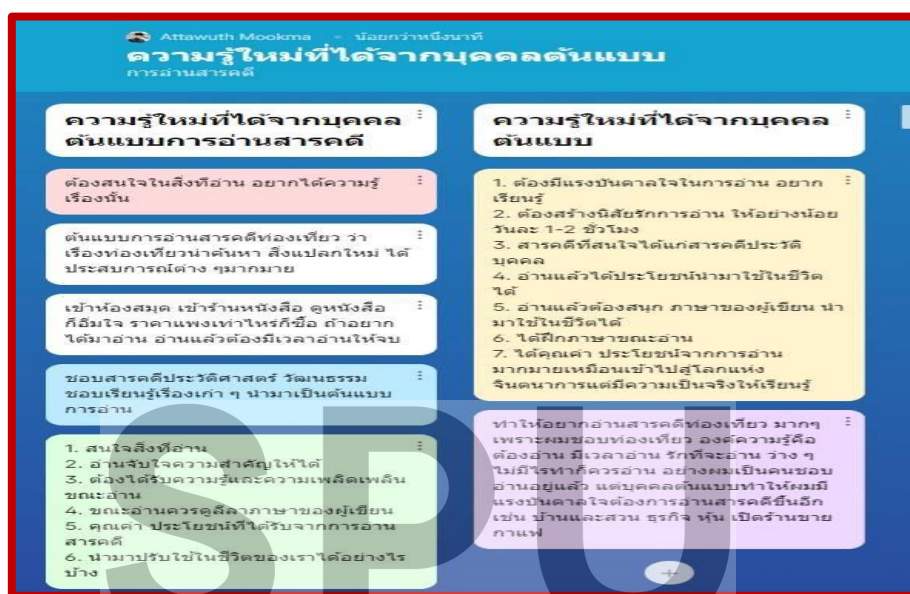 Attawuth Mookma - น้อยกว่าหนึ่งนาที
ความรู้ใหม่ที่ได้จากบุคคลต้นแบบ
การอ่านสารคดี
ความรู้ใหม่ที่ได้จากบุคคล
ต้นแบบการอ่านสารคดี
ต้องสนใจในสิ่งที่อ่าน อยากได้ความรู้
เรื่องนั้น
ต้นแบบการอ่านสารคดีท่องเที่ยว ว่า
เรื่องท่องเที่ยวน่าค้นหา สิ่งแปลกใหม่ ได้
ประสบการณ์ต่าง ๆมากมาย
เข้าห้องสมุด เข้าร้านหนังสือ ดูหนังสือ
ก็อิ่มใจ ราคาแพงเท่าไหร่ก็ซื้อ ถ้าอยาก
ได้มาอ่าน อ่านแล้วต้องมีเวลาอ่านให้จบ
ชอบสารคดีประวัติศาสตร์ วัฒนธรรม
ชอบเรียนรู้เรื่องเก่า ๆ นำมาเป็นต้นแบบ
การอ่าน
1. สนใจสิ่งที่อ่าน
2. อ่านจับใจความสำคัญให้ได้
3. ต้องได้รับความรู้และความเพลิดเพลิน
ขณะอ่าน
4. ขณะอ่านควรดูลีลาภาษาของผู้เขียน
5. คุณค่า ประโยชน์ที่ได้รับจากการอ่าน
สารคดี
6. นำมาปรับใช้ในชีวิตของเราได้อย่างไร
บ้าง
ความรู้ใหม่ที่ได้จากบุคคล
ต้นแบบ
1. ต้องมีแรงบันดาลใจในการอ่าน อยาก
เรียนรู้
2. ต้องสร้างนิสัยรักการอ่าน ให้อย่างน้อย
วันละ 1-2 ชั่วโมง
3. สารคดีที่สนใจได้แก่สารคดีประวัติ
บุคคล
4. อ่านแล้วได้ประโยชน์นำมาใช้ในชีวิต
ได้
5. อ่านแล้วต้องสนุก ภาษาของผู้เขียน นำ
มาใช้ในชีวิตได้
6. ได้ฝึกภาษาขณะอ่าน
7. ได้คุณค่า ประโยชน์จากการอ่าน
มากมายเหมือนเข้าไปสู่โลกแห่ง
จินตนาการแต่มีความเป็นจริงให้เรียนรู้
ทำให้อยากอ่านสารคดีท่องเที่ยว มากๆ
เพราะผมชอบท่องเที่ยว องค์ความรู้คือ
ต้องอ่าน มีเวลาอ่าน รักที่จะอ่าน ว่าง ๆ
ไม่มีไรทำก็ควรอ่าน อย่างผมเป็นคนชอบ
อ่านอยู่แล้ว แต่บุคคลต้นแบบทำให้ผมมี
แรงบันดาลใจต้องการอ่านสารคดีขึ้นอีก
เช่น บ้านและสวน ธุรกิจ หุ้น เปิดร้านขาย
กาแฟ
SPU